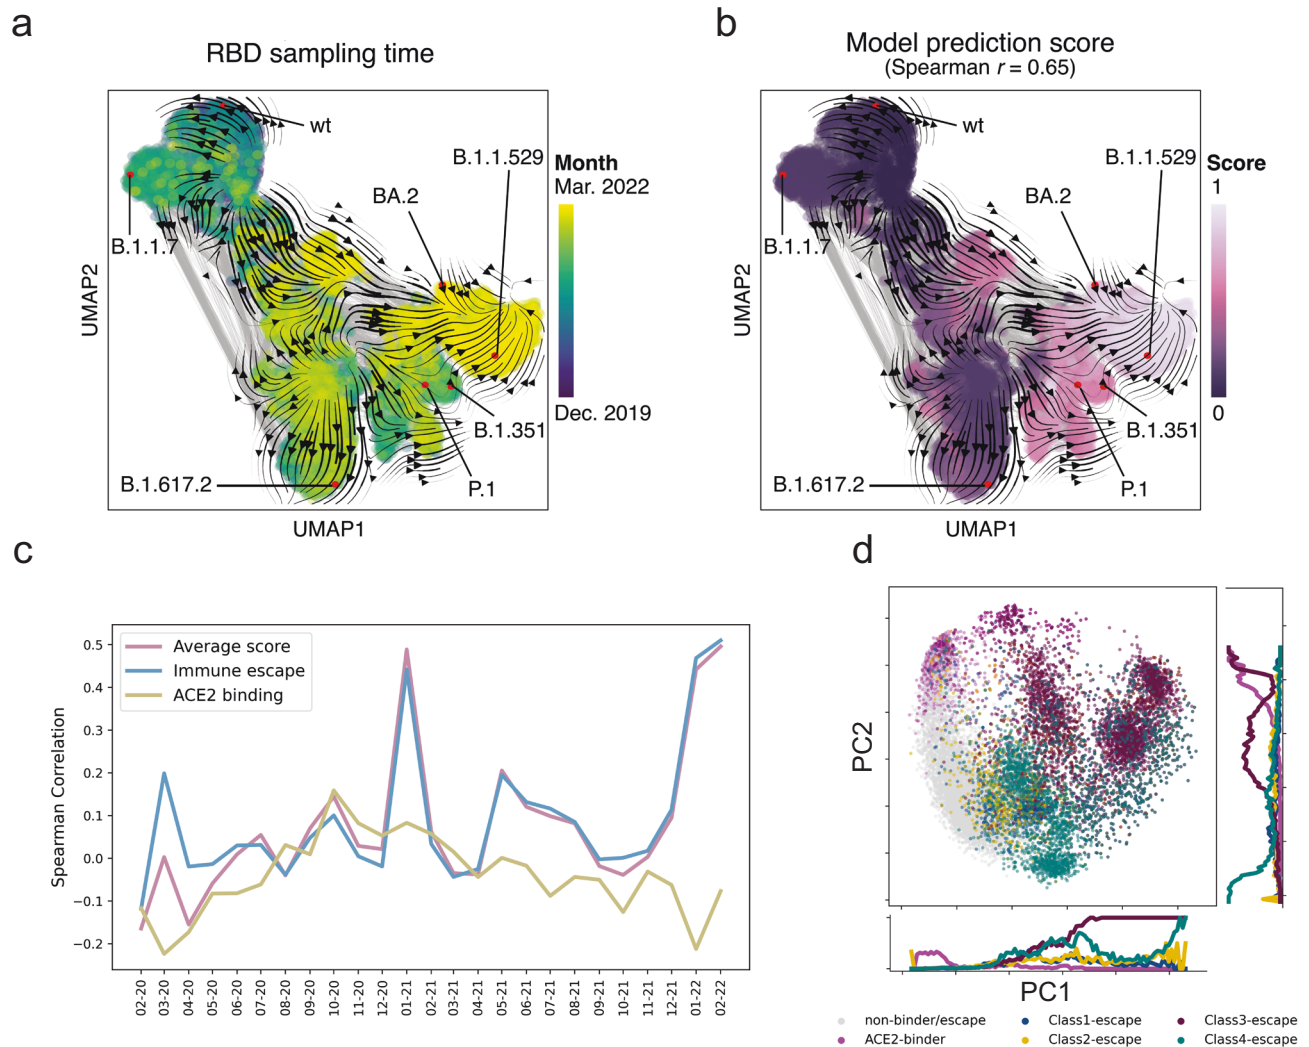 a
RBD sampling time
wt
B.1.1.529
BA.2
B.1.1.7
B.1.351
B.1.617.2
P.1
UMAP2
UMAP1
Month
Mar. 2022
Dec. 2019
b
Model prediction score
(Spearman r = 0.65)
wt
B.1.1.529
BA.2
B.1.1.7
B.1.351
B.1.617.2
P.1
UMAP2
UMAP1
Score
1
0
c
Average score
Immune escape
ACE2 binding
Spearman Correlation
0.5
0.4
0.3
0.2
0.1
0.0
−0.1
−0.2
02-20
03-20
04-20
05-20
06-20
07-20
08-20
09-20
10-20
11-20
12-20
01-21
02-21
03-21
04-21
05-21
06-21
07-21
08-21
09-21
10-21
11-21
12-21
01-22
02-22
d
PC2
PC1
non-binder/escape
ACE2-binder
Class1-escape
Class2-escape
Class3-escape
Class4-escape